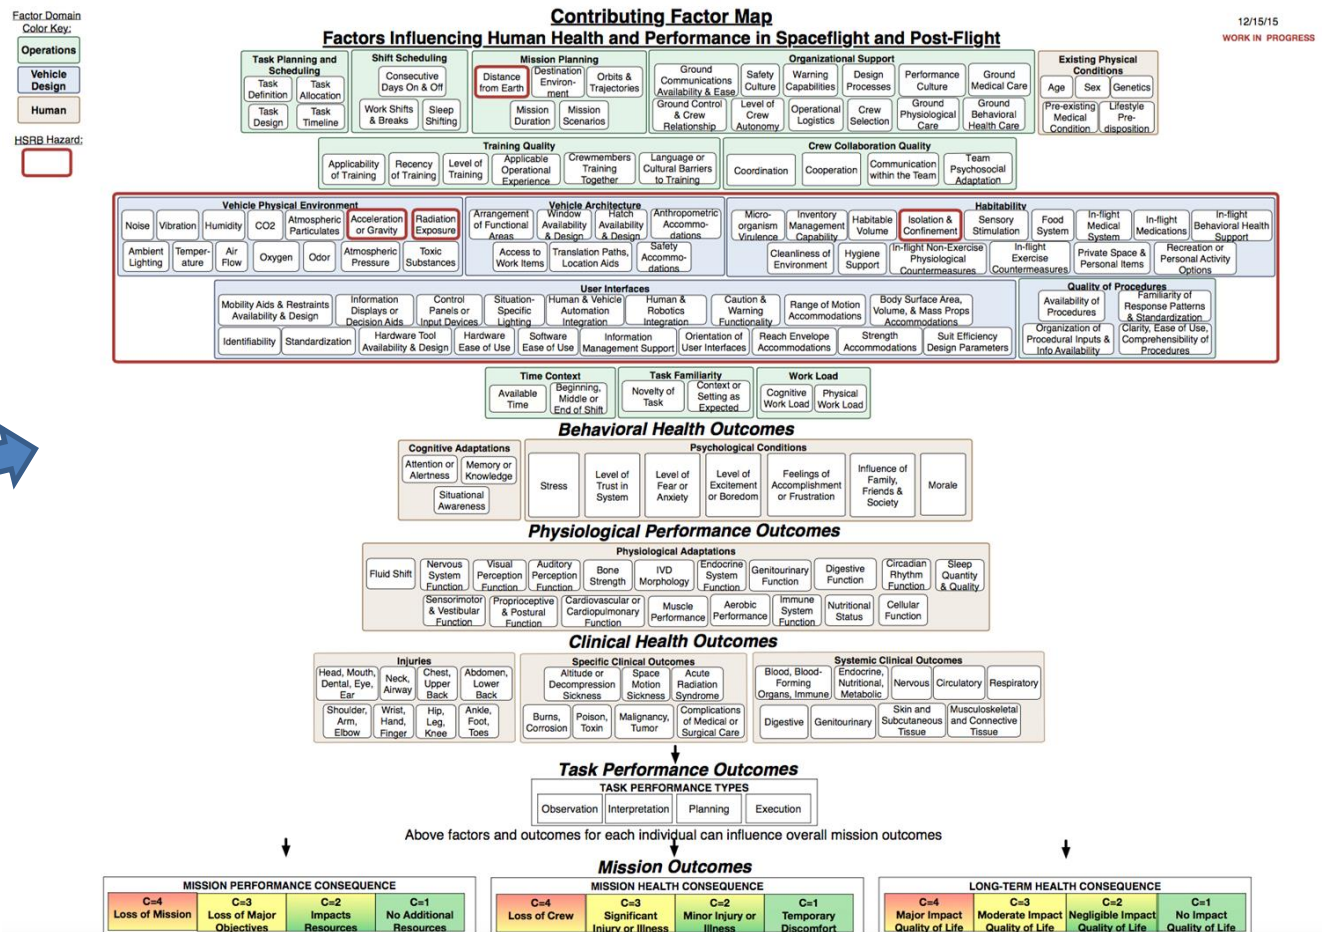 Contributing Factor Map
Factors Influencing Human Health and Performance in Spaceflight and Post-Flight
12/15/15
WORK IN PROGRESS
Factor Domain
Color Key:
Operations
Vehicle
Design
Human
HSRB Hazard:
Task Planning and
Scheduling
Task
Definition
Task
Allocation
Task
Design
Task
Timeline
Shift Scheduling
Consecutive
Days On & Off
Work Shifts
& Breaks
Sleep
Shifting
Mission Planning
Distance
from Earth
Destination
Environ-
ment
Orbits &
Trajectories
Mission
Duration
Mission
Scenarios
Organizational Support
Ground
Communications
Availability & Ease
Safety
Culture
Warning
Capabilities
Design
Processes
Performance
Culture
Ground
Medical Care
Ground Control
& Crew
Relationship
Level of
Crew
Autonomy
Operational
Logistics
Crew
Selection
Ground
Physiological
Care
Ground
Behavioral
Health Care
Existing Physical
Conditions
Age
Sex
Genetics
Pre-existing
Medical
Condition
Lifestyle
Pre-
disposition
Training Quality
Applicability
of Training
Recency
of Training
Level of
Training
Applicable
Operational
Experience
Crewmembers
Training
Together
Language or
Cultural Barriers
to Training
Crew Collaboration Quality
Coordination
Cooperation
Communication
within the Team
Team
Psychosocial
Adaptation
Vehicle Physical Environment
Noise
Vibration
Humidity
CO2
Atmospheric
Particulates
Acceleration
or Gravity
Radiation
Exposure
Ambient
Lighting
Temper-
ature
Air
Flow
Oxygen
Odor
Atmospheric
Pressure
Toxic
Substances
Vehicle Architecture
Arrangement
of Functional
Areas
Window
Availability
& Design
Hatch
Availability
& Design
Anthropometric
Accommo-
dations
Access to
Work Items
Translation Paths,
Location Aids
Safety
Accommo-
dations
Habitability
Micro-
organism
Virulence
Inventory
Management
Capability
Habitable
Volume
Isolation &
Confinement
Sensory
Stimulation
Food
System
In-flight
Medical
System
In-flight
Medications
In-flight
Behavioral Health
Support
Cleanliness of
Environment
Hygiene
Support
In-flight Non-Exercise
Physiological
Countermeasures
In-flight
Exercise
Countermeasures
Private Space &
Personal Items
Recreation or
Personal Activity
Options
User Interfaces
Mobility Aids & Restraints
Availability & Design
Information
Displays or
Decision Aids
Control
Panels or
Input Devices
Situation-
Specific
Lighting
Human & Vehicle
Automation
Integration
Human &
Robotics
Integration
Caution &
Warning
Functionality
Range of Motion
Accommodations
Body Surface Area,
Volume, & Mass Props
Accommodations
Identifiability
Standardization
Hardware Tool
Availability & Design
Hardware
Ease of Use
Software
Ease of Use
Information
Management Support
Orientation of
User Interfaces
Reach Envelope
Accommodations
Strength
Accommodations
Suit Efficiency
Design Parameters
Quality of Procedures
Availability of
Procedures
Familiarity of
Response Patterns
& Standardization
Organization of
Procedural Inputs &
Info Availability
Clarity, Ease of Use,
Comprehensibility of
Procedures
Time Context
Available
Time
Beginning,
Middle or
End of Shift
Task Familiarity
Novelty of
Task
Context or
Setting as
Expected
Work Load
Cognitive
Work Load
Physical
Work Load
Behavioral Health Outcomes
Cognitive Adaptations
Attention or
Alertness
Memory or
Knowledge
Situational
Awareness
Psychological Conditions
Stress
Level of
Trust in
System
Level of
Fear or
Anxiety
Level of
Excitement
or Boredom
Feelings of
Accomplishment
or Frustration
Influence of
Family,
Friends &
Society
Morale
Physiological Performance Outcomes
Physiological Adaptations
Fluid Shift
Nervous
System
Function
Visual
Perception
Function
Auditory
Perception
Function
Bone
Strength
IVD
Morphology
Endocrine
System
Function
Genitourinary
Function
Digestive
Function
Circadian
Rhythm
Function
Sleep
Quantity
& Quality
Sensorimotor
& Vestibular
Function
Proprioceptive
& Postural
Function
Cardiovascular or
Cardiopulmonary
Function
Muscle
Performance
Aerobic
Performance
Immune
System
Function
Nutritional
Status
Cellular
Function
Clinical Health Outcomes
Injuries
Head, Mouth,
Dental, Eye,
Ear
Neck,
Airway
Chest,
Upper
Back
Abdomen,
Lower
Back
Shoulder,
Arm,
Elbow
Wrist,
Hand,
Finger
Hip,
Leg,
Knee
Ankle,
Foot,
Toes
Specific Clinical Outcomes
Altitude or
Decompression
Sickness
Space
Motion
Sickness
Acute
Radiation
Syndrome
Burns,
Corrosion
Poison,
Toxin
Malignancy,
Tumor
Complications
of Medical or
Surgical Care
Systemic Clinical Outcomes
Blood, Blood-
Forming
Organs, Immune
Endocrine,
Nutritional,
Metabolic
Nervous
Circulatory
Respiratory
Digestive
Genitourinary
Skin and
Subcutaneous
Tissue
Musculoskeletal
and Connective
Tissue
Task Performance Outcomes
TASK PERFORMANCE TYPES
Observation
Interpretation
Planning
Execution
Above factors and outcomes for each individual can influence overall mission outcomes
Mission Outcomes
MISSION PERFORMANCE CONSEQUENCE
C=4
Loss of Mission
C=3
Loss of Major
Objectives
C=2
Impacts
Resources
C=1
No Additional
Resources
MISSION HEALTH CONSEQUENCE
C=4
Loss of Crew
C=3
Significant
Injury or Illness
C=2
Minor Injury or
Illness
C=1
Temporary
Discomfort
LONG-TERM HEALTH CONSEQUENCE
C=4
Major Impact
Quality of Life
C=3
Moderate Impact
Quality of Life
C=2
Negligible Impact
Quality of Life
C=1
No Impact
Quality of Life